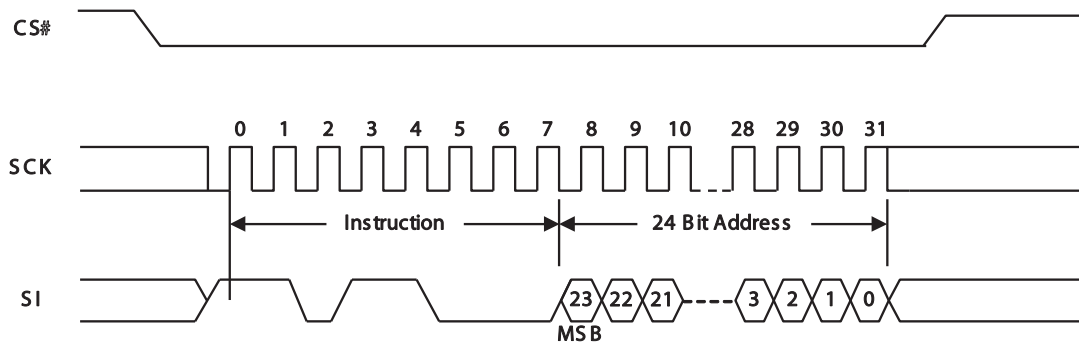 CS#
0 1 2 3 4 5 6 7 8 9 10 28 29 30 31
SCK
Instruction 24 Bit Address
SI 23 22 21 3 2 1 0
MSB